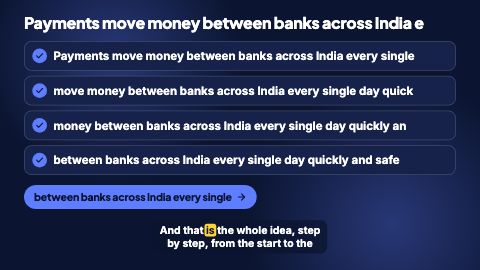 Payments move money between banks across India e
Payments move money between banks across India every single
move money between banks across India every single day quick
money between banks across India every single day quickly an
between banks across India every single day quickly and safe
between banks across India every single →
And that is the whole idea, step
by step, from the start to the